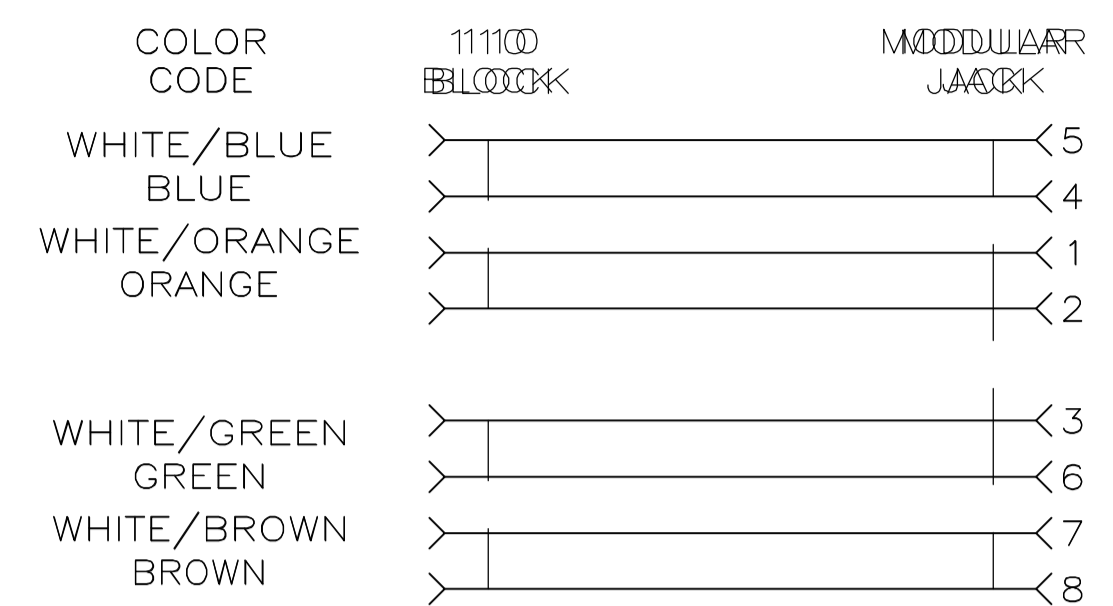 COLOR
CODE
110
BLOCK
MODULAR
JACK
WHITE/BLUE
BLUE
5
4
WHITE/ORANGE
ORANGE
1
2
WHITE/GREEN
GREEN
3
6
WHITE/BROWN
BROWN
7
8